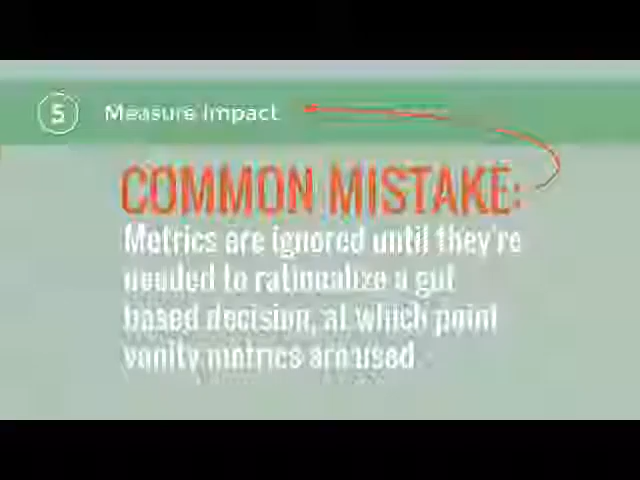 5 Measure Impact
COMMON MISTAKE:
Metrics are ignored until they're
needed to rationalize a gut
based decision, at which point
vanity metrics are used